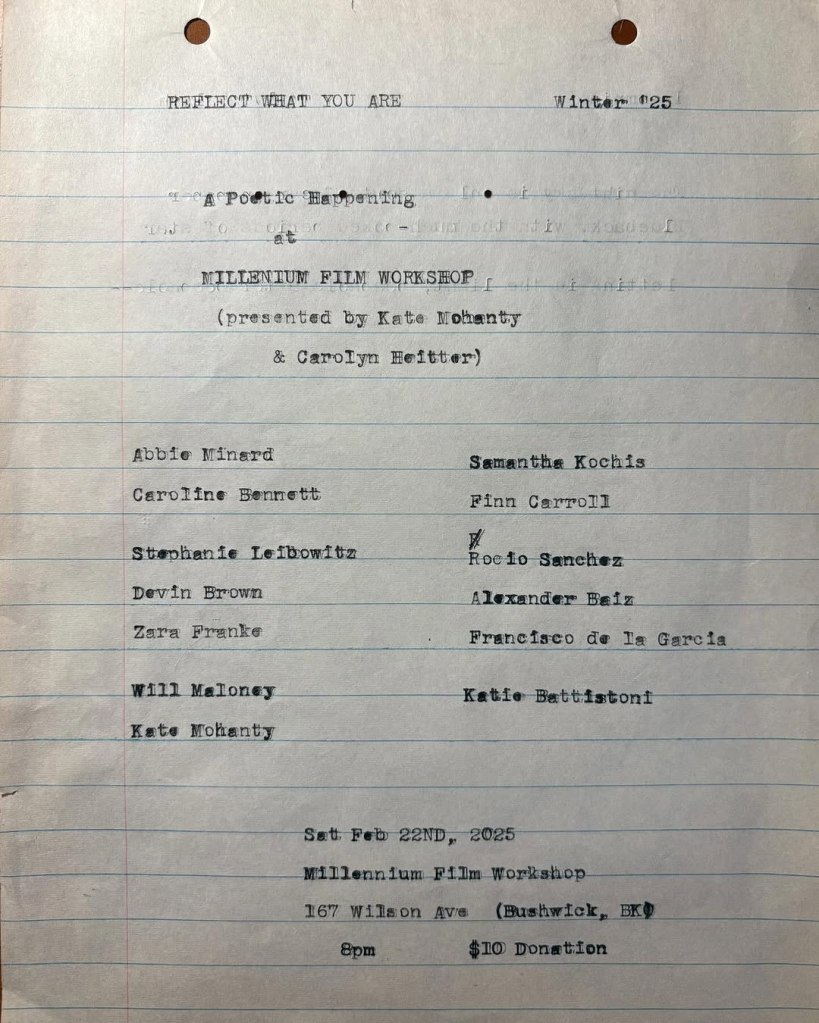 REFLECT WHAT YOU ARE Winter '25
A Poetic Happening
at
MILLENIUM FILM WORKSHOP
(presented by Kate Mohanty
& Carolyn Heitter)
Abbie Minard
Caroline Bennett
Stephanie Leibowitz
Devin Brown
Zara Franke
Will Maloney
Kate Mohanty
Samantha Kochis
Finn Carroll
Rocio Sanchez
Alexander Baiz
Francisco de la Garcia
Katie Battistoni
Sat Feb 22ND, 2025
Millennium Film Workshop
167 Wilson Ave (Bushwick, BK)
8pm $10 Donation